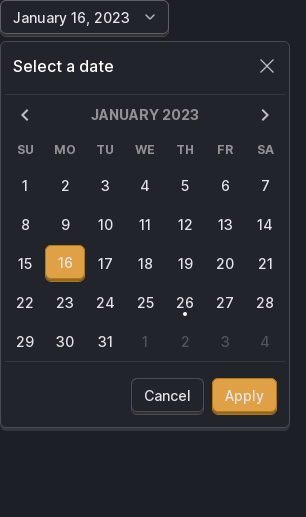 January 16, 2023
Select a date
JANUARY 2023
SU MO TU WE TH FR SA
1 2 3 4 5 6 7
8 9 10 11 12 13 14
15 16 17 18 19 20 21
22 23 24 25 26 27 28
29 30 31 1 2 3 4
Cancel Apply